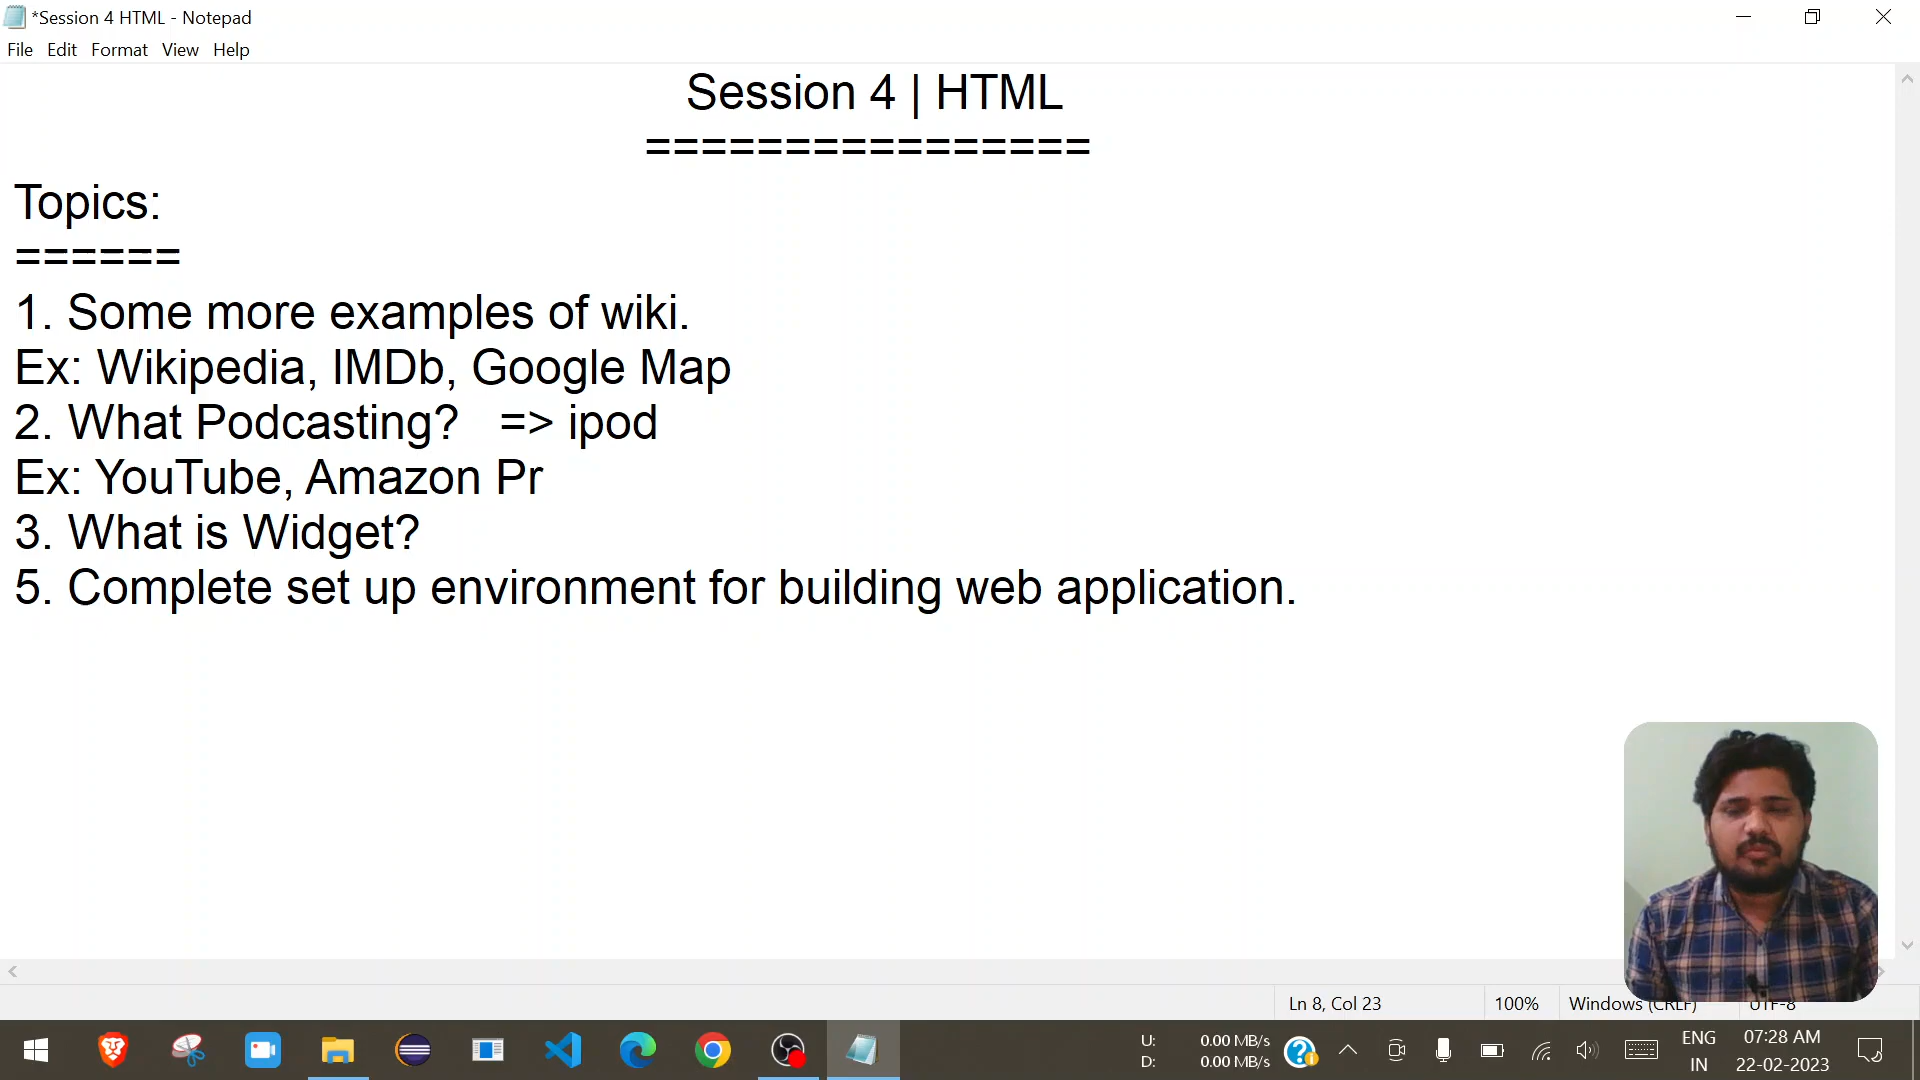 *Session 4 HTML - Notepad
File Edit Format View Help
Session 4 | HTML
================
Topics:
======
1. Some more examples of wiki.
Ex: Wikipedia, IMDb, Google Map
2. What Podcasting? => ipod
Ex: YouTube, Amazon Pr
3. What is Widget?
5. Complete set up environment for building web application.
Ln 8, Col 23 100% Windows (CRLF) UTF-8
U: 0.00 MB/s
D: 0.00 MB/s
ENG
IN
07:28 AM
22-02-2023